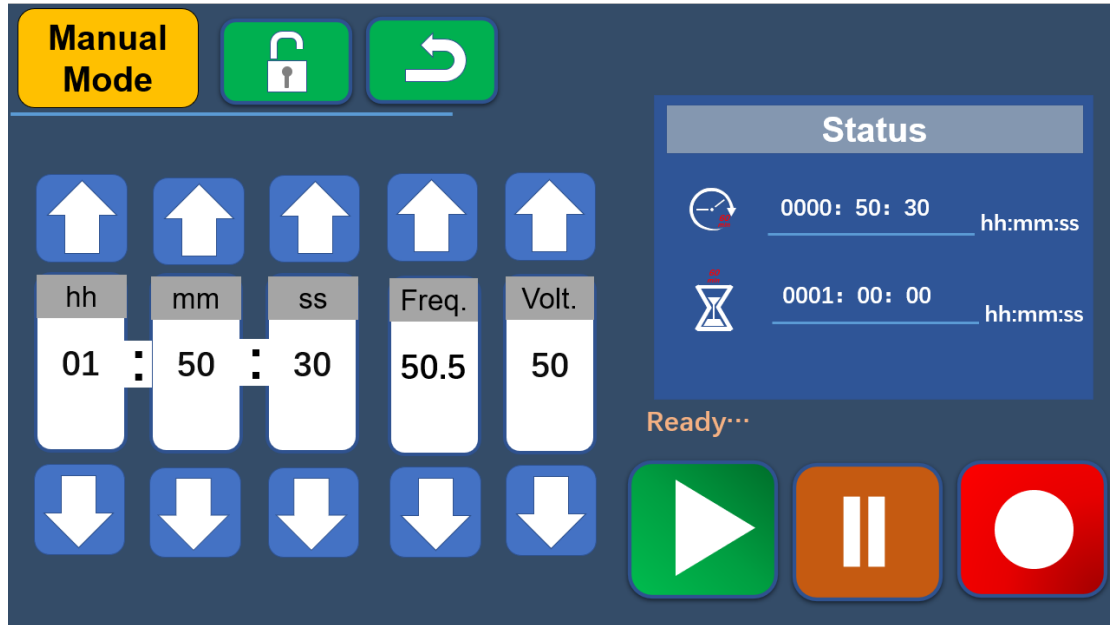 Manual
Mode
Status
0000: 50: 30
hh:mm:ss
0001: 00: 00
hh:mm:ss
hh
mm
ss
Freq.
Volt.
01 : 50 : 30
50.5
50
Ready…